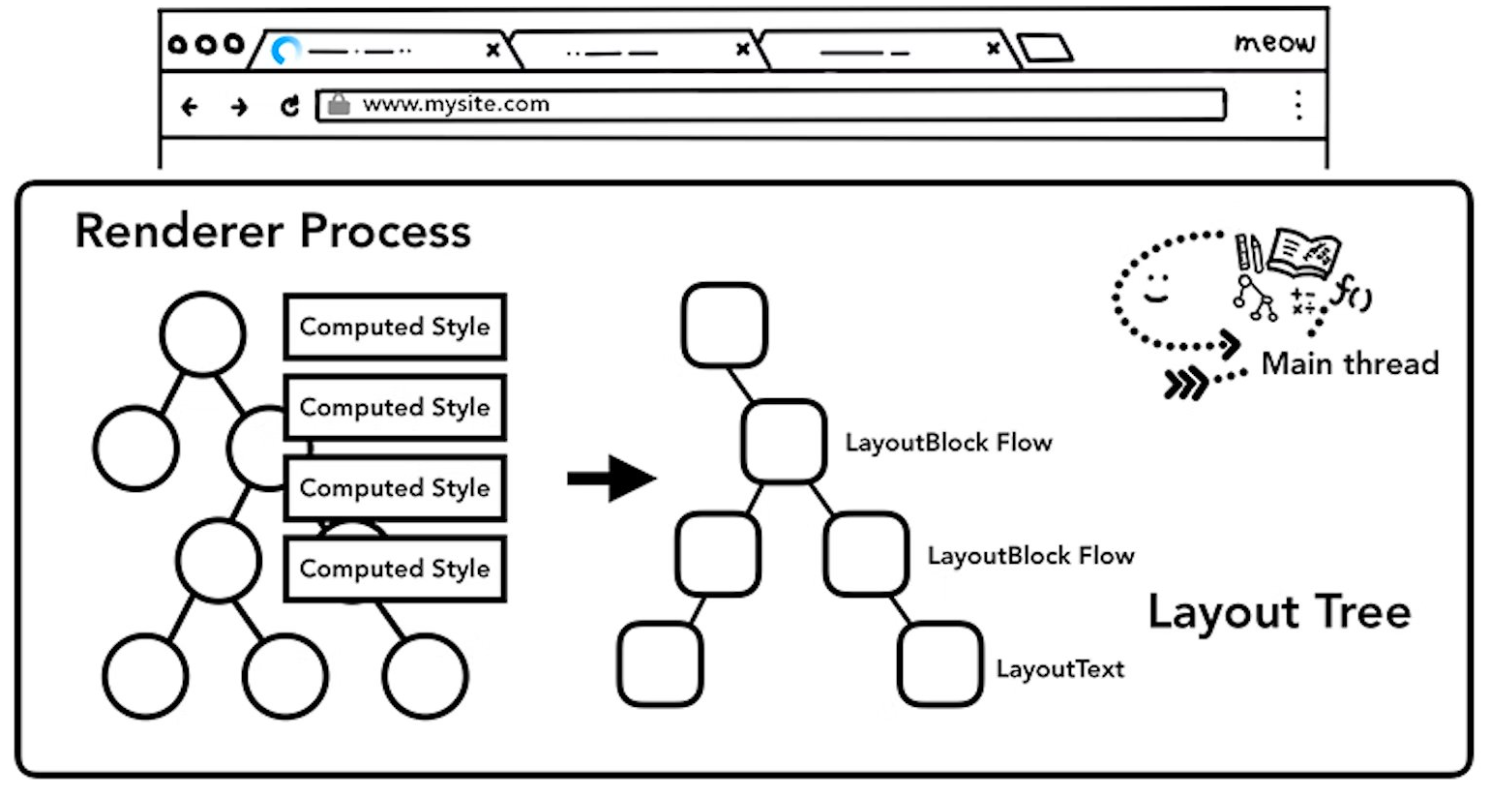 meow
www.mysite.com
Renderer Process
Computed Style
Computed Style
Computed Style
Computed Style
LayoutBlock Flow
LayoutBlock Flow
LayoutText
f()
Main thread
Layout Tree